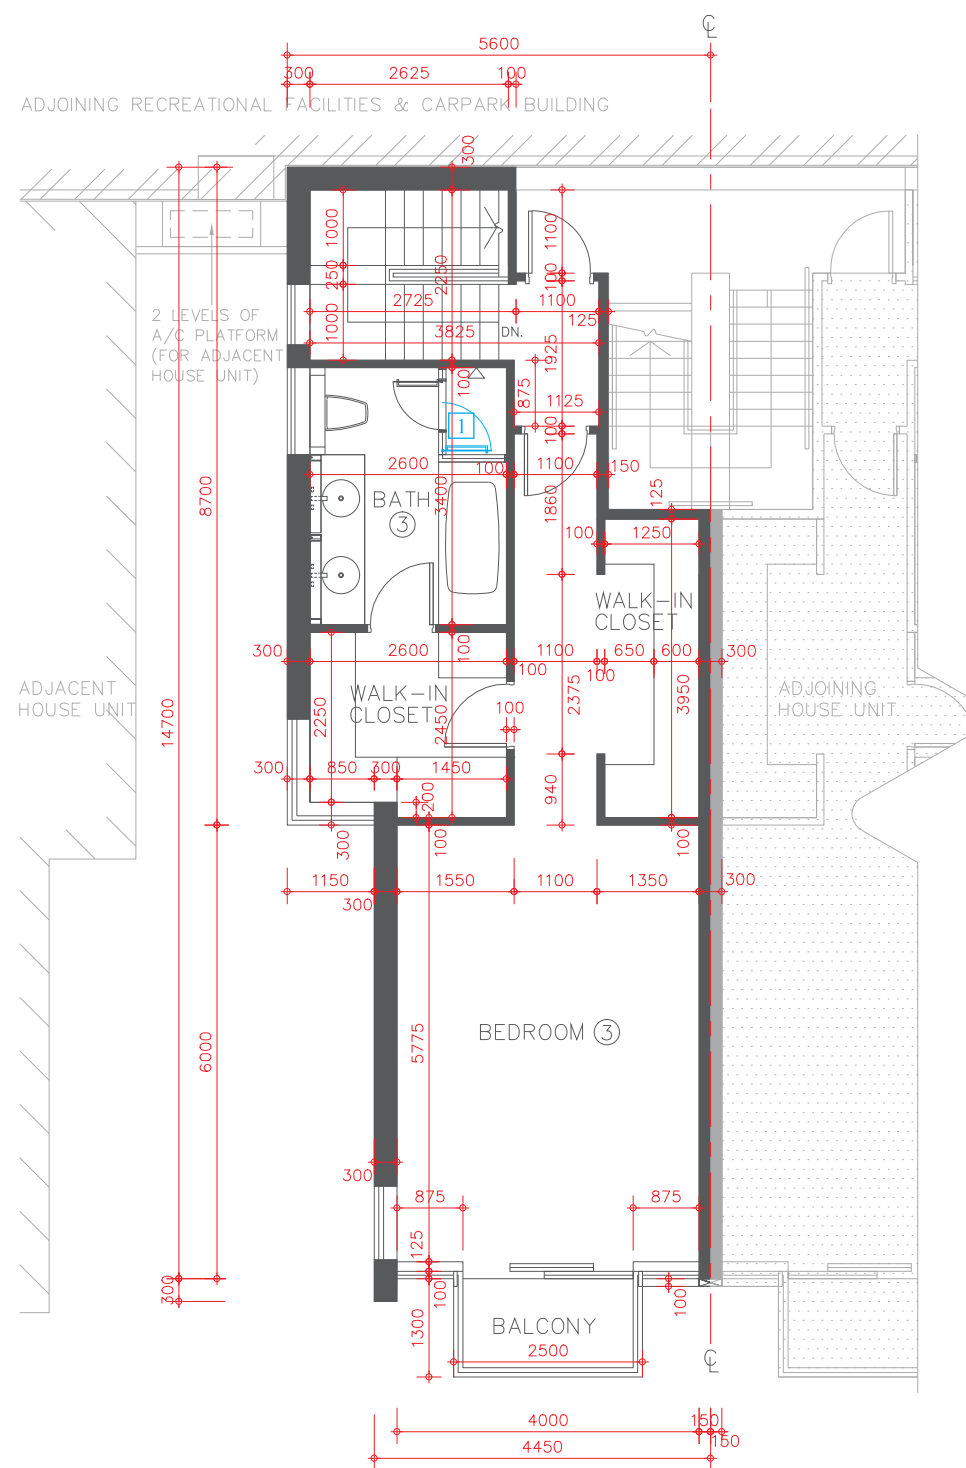 ℄
5600
300 2625 100
ADJOINING RECREATIONAL FACILITIES & CARPARK BUILDING
300
1000
1100
2250
250
100
2725 1100
2 LEVELS OF
A/C PLATFORM
(FOR ADJACENT
HOUSE UNIT)
1000
3825
DN.
125
1925
100
875
1125
1
100
2600 100 1100 150
8700
BATH
3
3400
1860
125
100 1250
WALK-IN
CLOSET
100
300 2600 100 1100 100 650 600 300
ADJACENT
HOUSE UNIT
14700
2250
WALK-IN
CLOSET
2450
100
2375
3950
ADJOINING
HOUSE UNIT
300 850 300 1450
200
940
300
100
100
1150 300 1550 1100 1350 300
6000
5775
BEDROOM 3
300
875 875
125
300
100
100
1300
BALCONY
2500
℄
4000 150
150
4450